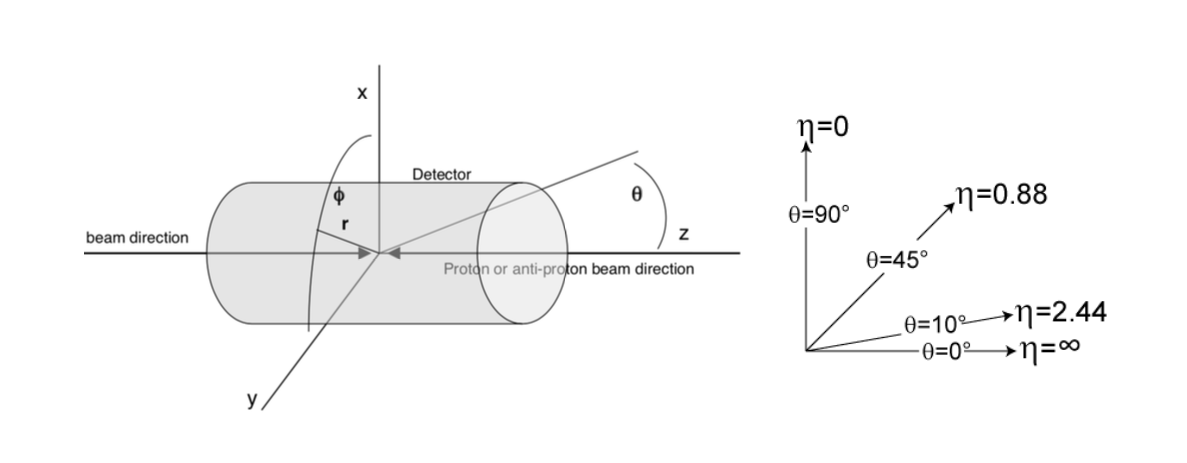 x
Detector
ϕ
θ
r
beam direction
z
Proton or anti-proton beam direction
y
η=0
θ=90°
η=0.88
θ=45°
θ=10°
η=2.44
θ=0°
η=∞